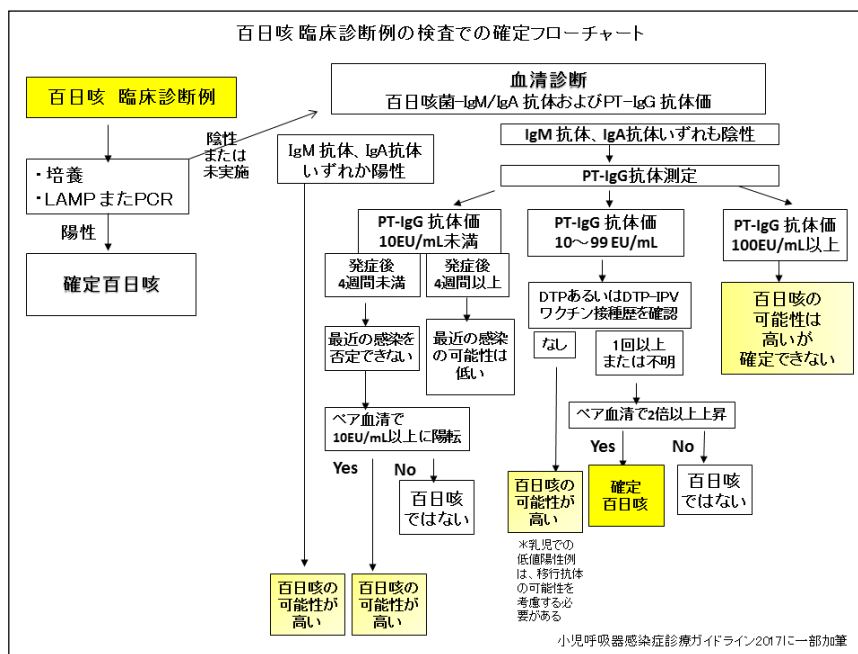 百日咳 臨床診断例の検査での確定フローチャート
百日咳 臨床診断例
血清診断
百日咳菌-IgM/IgA 抗体およびPT-IgG 抗体価
陰性
または
未実施
・培養
・LAMP またPCR
陽性
確定百日咳
IgM 抗体、IgA抗体
いずれか陽性
IgM 抗体、IgA抗体いずれも陰性
PT-IgG抗体測定
PT-IgG 抗体価
10EU/mL未満
PT-IgG 抗体価
10～99 EU/mL
PT-IgG 抗体価
100EU/mL以上
発症後
4週間未満
発症後
4週間以上
最近の感染を
否定できない
最近の感染
の可能性は
低い
ペア血清で
10EU/mL以上に陽転
Yes
No
百日咳
ではない
DTPあるいはDTP-IPV
ワクチン接種歴を確認
なし
1回以上
または不明
ペア血清で2倍以上上昇
Yes
No
百日咳の
可能性が
高い
確定
百日咳
百日咳
ではない
百日咳の
可能性は
高いが
確定できない
＊乳児での
低値陽性例
は、移行抗体
の可能性を
考慮する必
要がある
百日咳の
可能性が
高い
百日咳の
可能性が
高い
小児呼吸器感染症診療ガイドライン2017に一部加筆